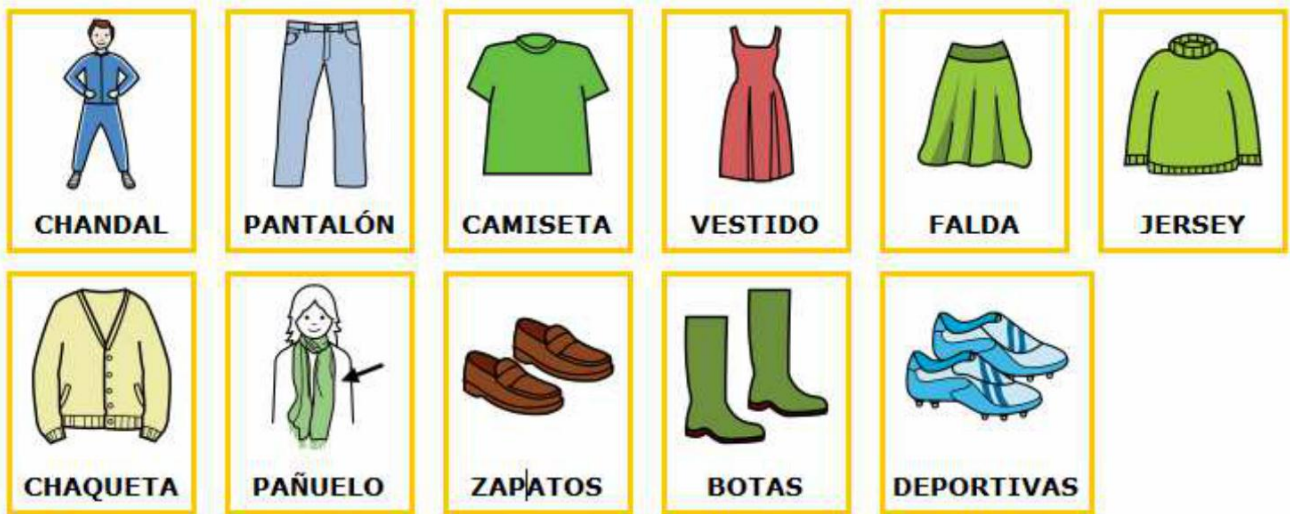 CHANDAL
PANTALÓN
CAMISETA
VESTIDO
FALDA
JERSEY
CHAQUETA
PAÑUELO
ZAPATOS
BOTAS
DEPORTIVAS